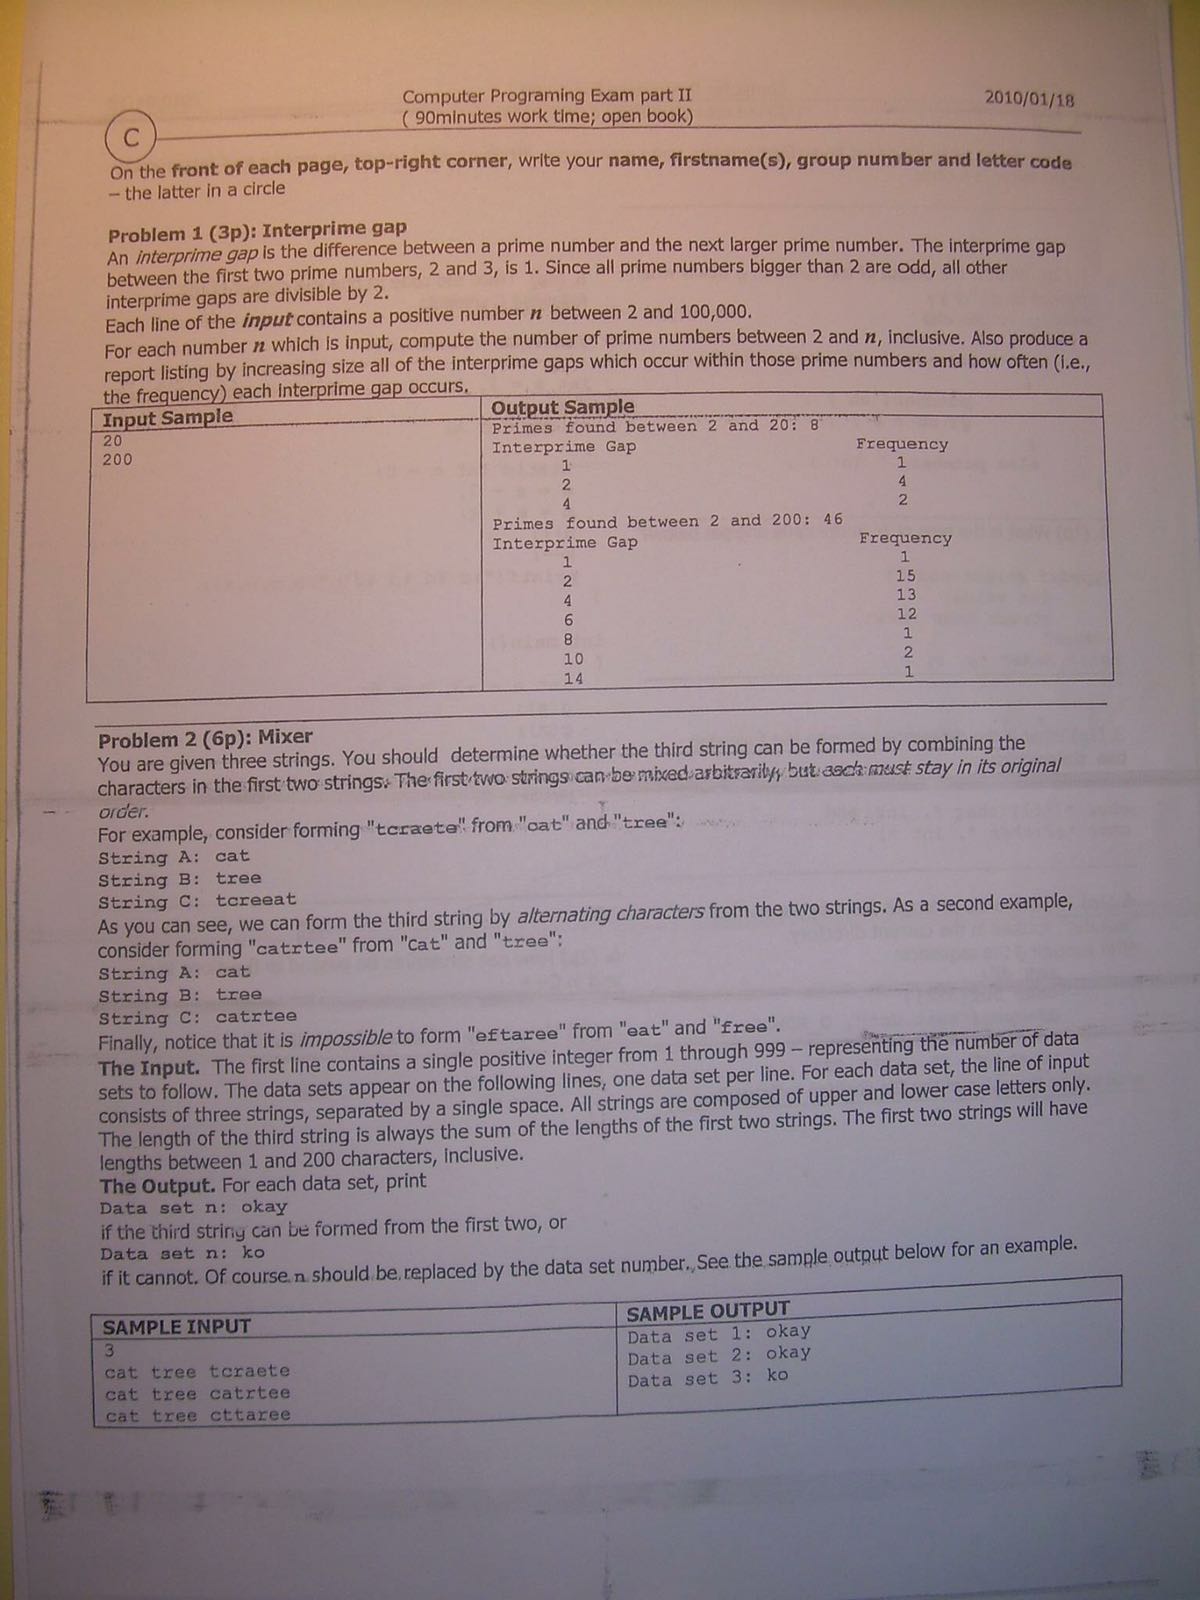 Computer Programing Exam part II
2010/01/18
( 90minutes work time; open book)
C
On the front of each page, top-right corner, write your name, firstname(s), group number and letter code
– the latter in a circle
Problem 1 (3p): Interprime gap
An interprime gap is the difference between a prime number and the next larger prime number. The interprime gap
between the first two prime numbers, 2 and 3, is 1. Since all prime numbers bigger than 2 are odd, all other
interprime gaps are divisible by 2.
Each line of the input contains a positive number n between 2 and 100,000.
For each number n which is input, compute the number of prime numbers between 2 and n, inclusive. Also produce a
report listing by increasing size all of the interprime gaps which occur within those prime numbers and how often (i.e.,
the frequency) each interprime gap occurs.
Input Sample
Output Sample
20
200
Primes found between 2 and 20: 8
Interprime Gap Frequency
1 1
2 4
4 2
Primes found between 2 and 200: 46
Interprime Gap Frequency
1 1
2 15
4 13
6 12
8 1
10 2
14 1
Problem 2 (6p): Mixer
You are given three strings. You should determine whether the third string can be formed by combining the
characters in the first two strings. The first two strings can be mixed arbitrarily, but each must stay in its original
order.
For example, consider forming "tcraete" from "cat" and "tree":
String A: cat
String B: tree
String C: tcreeat
As you can see, we can form the third string by alternating characters from the two strings. As a second example,
consider forming "catrtee" from "cat" and "tree":
String A: cat
String B: tree
String C: catrtee
Finally, notice that it is impossible to form "eftaree" from "eat" and "free".
The Input. The first line contains a single positive integer from 1 through 999 – representing the number of data
sets to follow. The data sets appear on the following lines, one data set per line. For each data set, the line of input
consists of three strings, separated by a single space. All strings are composed of upper and lower case letters only.
The length of the third string is always the sum of the lengths of the first two strings. The first two strings will have
lengths between 1 and 200 characters, inclusive.
The Output. For each data set, print
Data set n: okay
if the third string can be formed from the first two, or
Data set n: ko
if it cannot. Of course n should be replaced by the data set number. See the sample output below for an example.
SAMPLE INPUT
SAMPLE OUTPUT
3
cat tree tcraete
cat tree catrtee
cat tree cttaree
Data set 1: okay
Data set 2: okay
Data set 3: ko